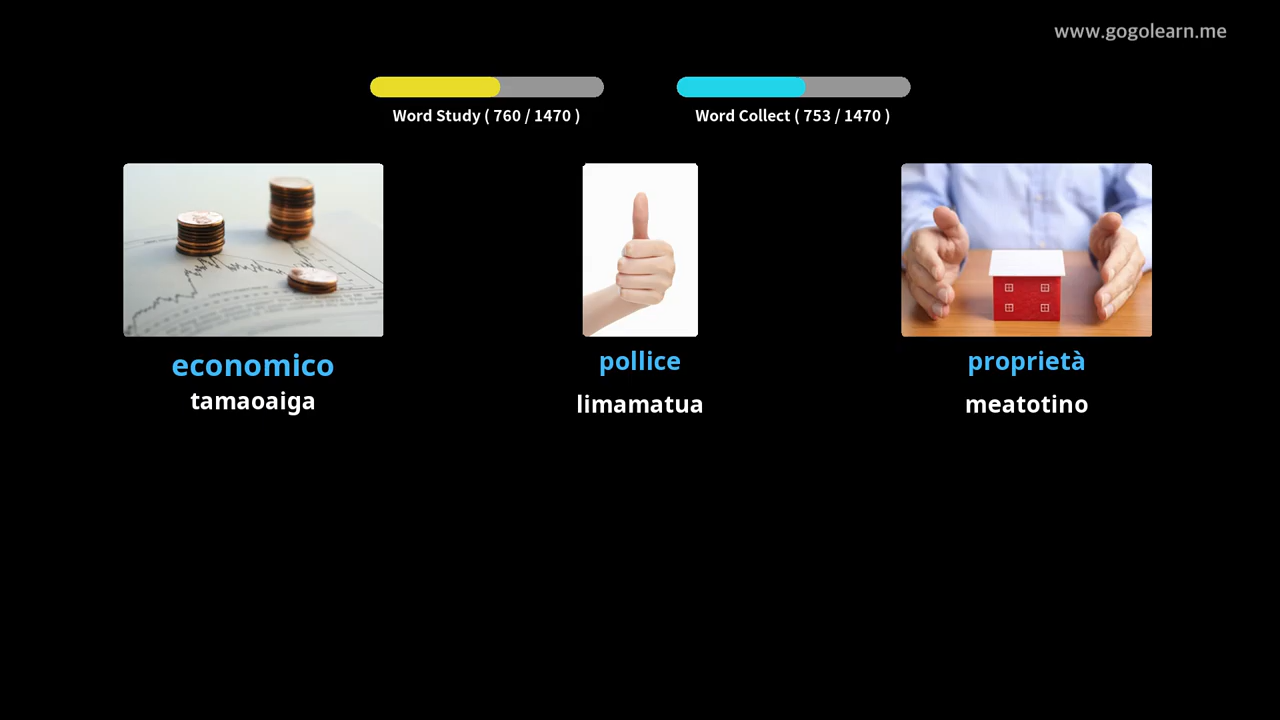 www.gogolearn.me
Word Study ( 760 / 1470 )
Word Collect ( 753 / 1470 )
economico
tamaoaiga
pollice
limamatua
proprietà
meatotino